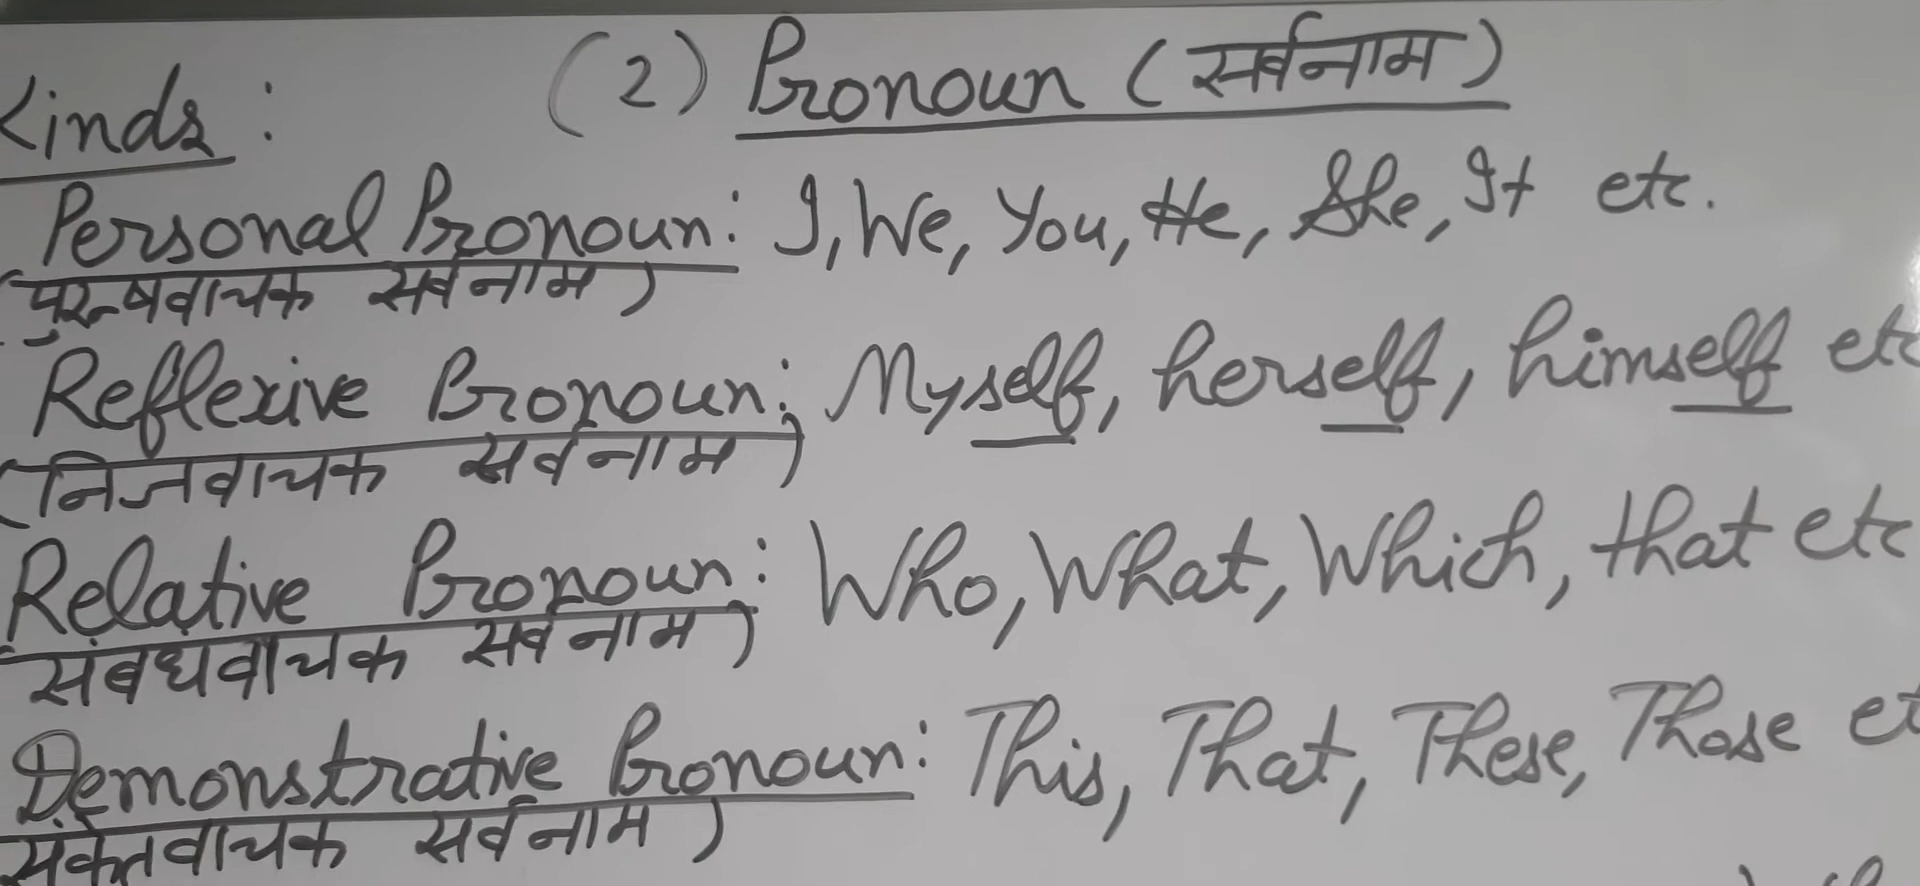 (2) Pronoun (सर्वनाम)
Kinds :
Personal Pronoun: I, We, You, He, She, It etc.
(पुरूषवाचक सर्वनाम)
Reflexive Pronoun: Myself, herself, himself etc
(निजवाचक सर्वनाम)
Relative Pronoun: Who, What, Which, that etc
संबंधवाचक सर्वनाम)
Demonstrative Pronoun: This, That, These, Those et
संकेतवाचक सर्वनाम)